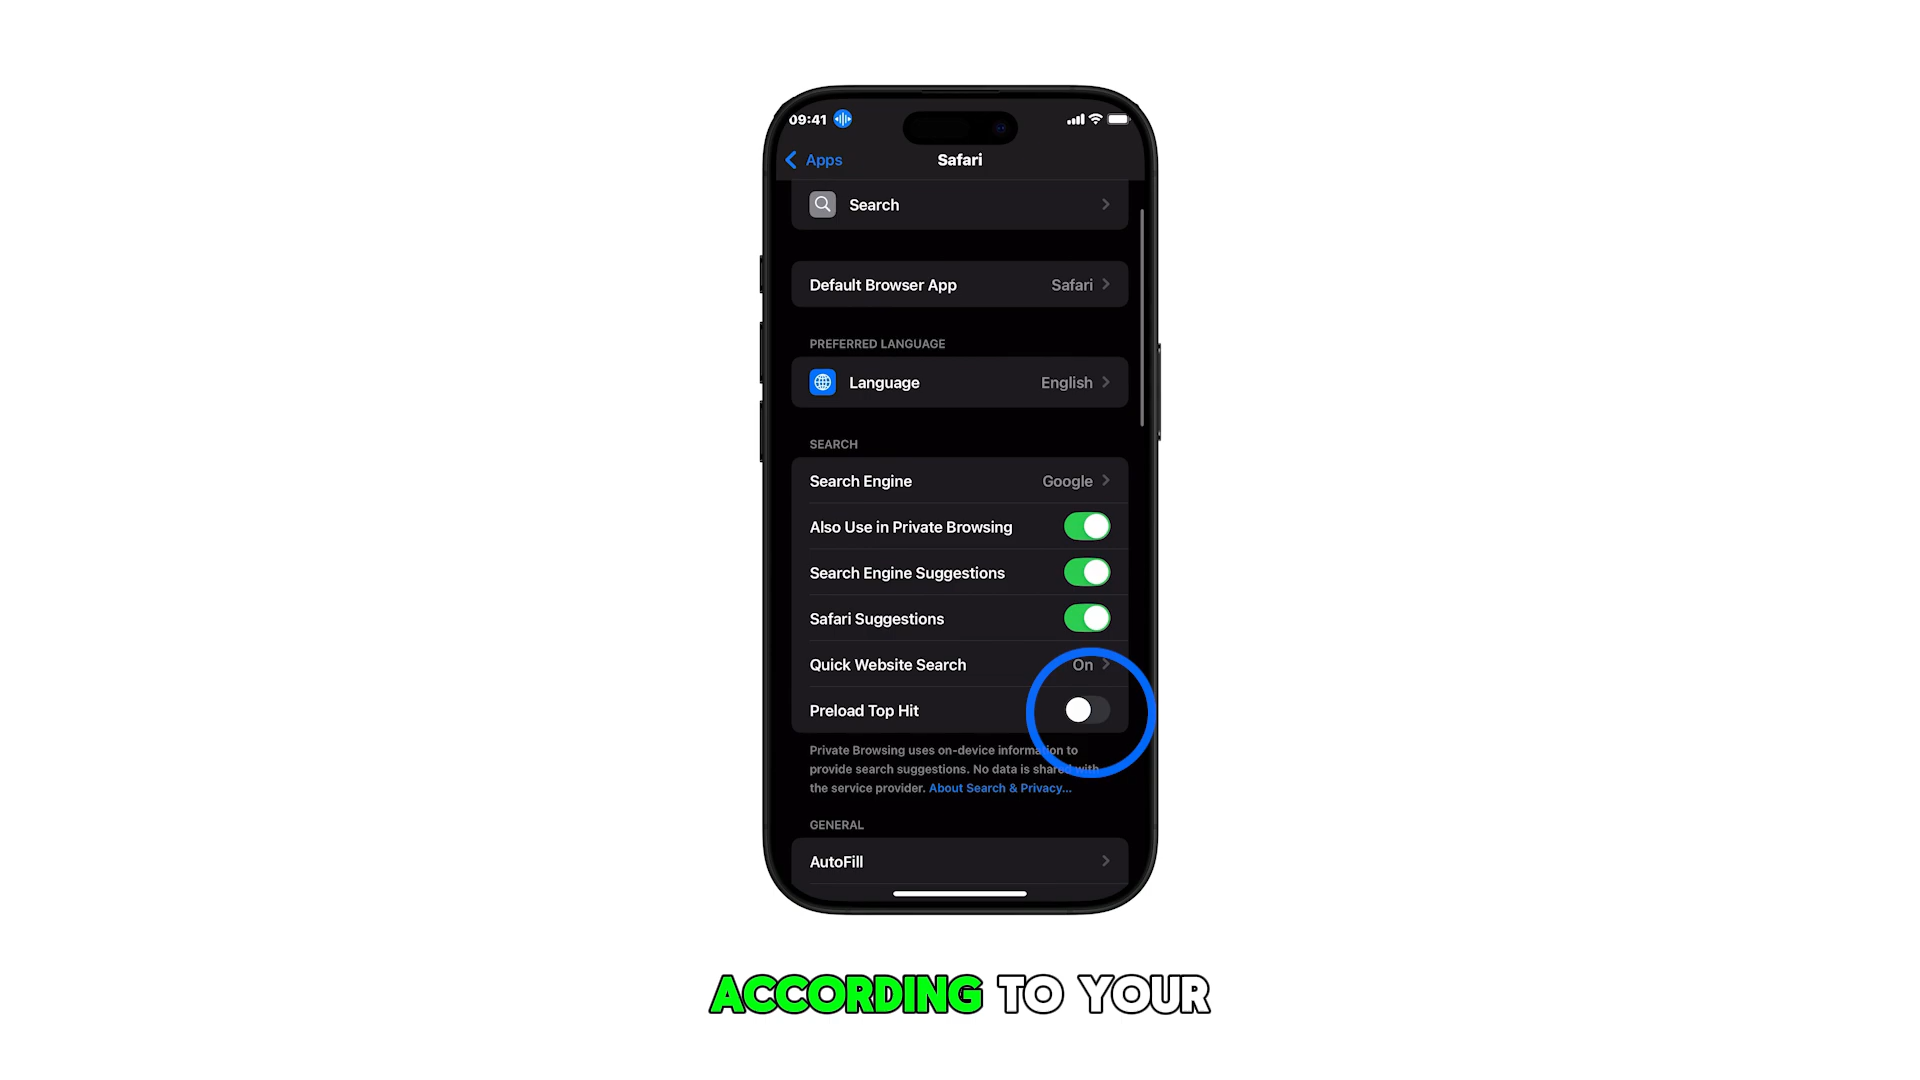 09:41
Apps
Safari
Search
Default Browser App Safari
PREFERRED LANGUAGE
Language English
SEARCH
Search Engine Google
Also Use in Private Browsing
Search Engine Suggestions
Safari Suggestions
Quick Website Search On
Preload Top Hit
Private Browsing uses on-device information to
provide search suggestions. No data is shared with
the service provider. About Search & Privacy...
GENERAL
AutoFill
ACCORDING TO YOUR